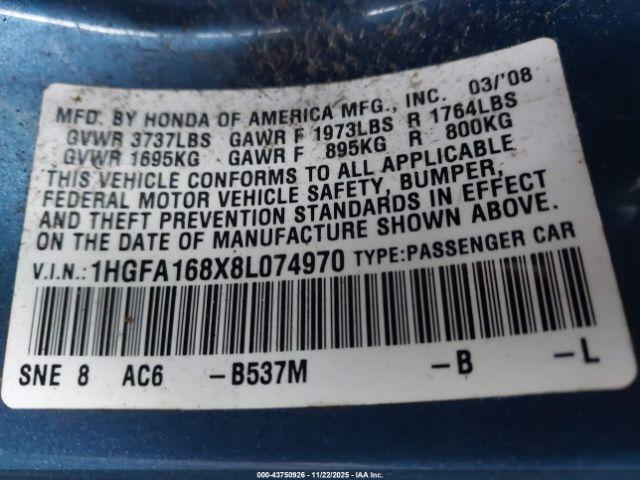 MFD. BY HONDA OF AMERICA MFG., INC. 03/'08
GVWR 3737LBS GAWR F 1973LBS R 1764LBS
GVWR 1695KG GAWR F 895KG R 800KG
THIS VEHICLE CONFORMS TO ALL APPLICABLE
FEDERAL MOTOR VEHICLE SAFETY, BUMPER,
AND THEFT PREVENTION STANDARDS IN EFFECT
ON THE DATE OF MANUFACTURE SHOWN ABOVE.
V.I.N.: 1HGFA168X8L074970 TYPE:PASSENGER CAR
SNE 8 AC6 -B537M -B -L
000-43750926 - 11/22/2025 - IAA Inc.